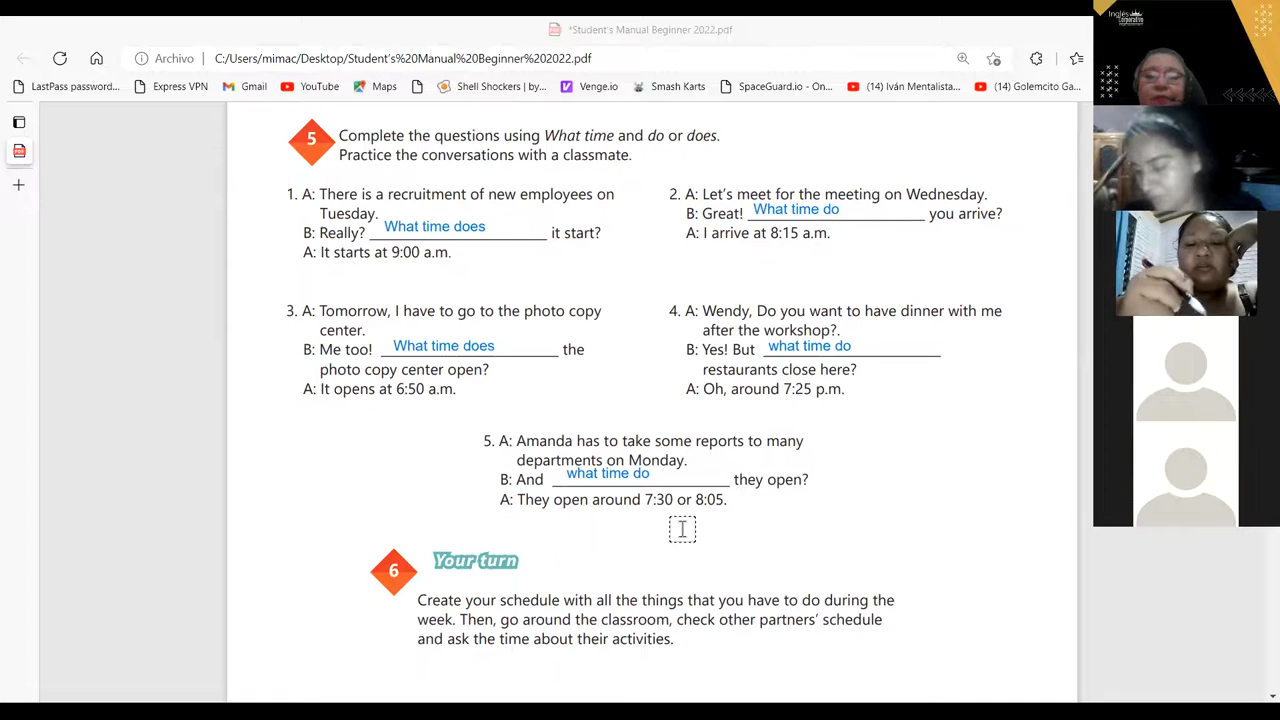 *Student's Manual Beginner 2022.pdf
Archivo
C:/Users/mimac/Desktop/Student's%20Manual%20Beginner%202022.pdf
LastPass password...
Express VPN
Gmail
YouTube
Maps
Shell Shockers | by...
Venge.io
Smash Karts
SpaceGuard.io - On...
(14) Iván Mentalista...
(14) Golemcito Ga...
Inglés
Corporativo
5
Complete the questions using What time and do or does.
Practice the conversations with a classmate.
1. A: There is a recruitment of new employees on
Tuesday.
B: Really? What time does it start?
A: It starts at 9:00 a.m.
2. A: Let's meet for the meeting on Wednesday.
B: Great! What time do you arrive?
A: I arrive at 8:15 a.m.
3. A: Tomorrow, I have to go to the photo copy
center.
B: Me too! What time does the
photo copy center open?
A: It opens at 6:50 a.m.
4. A: Wendy, Do you want to have dinner with me
after the workshop?.
B: Yes! But what time do
restaurants close here?
A: Oh, around 7:25 p.m.
5. A: Amanda has to take some reports to many
departments on Monday.
B: And what time do they open?
A: They open around 7:30 or 8:05.
6
Your turn
Create your schedule with all the things that you have to do during the
week. Then, go around the classroom, check other partners' schedule
and ask the time about their activities.